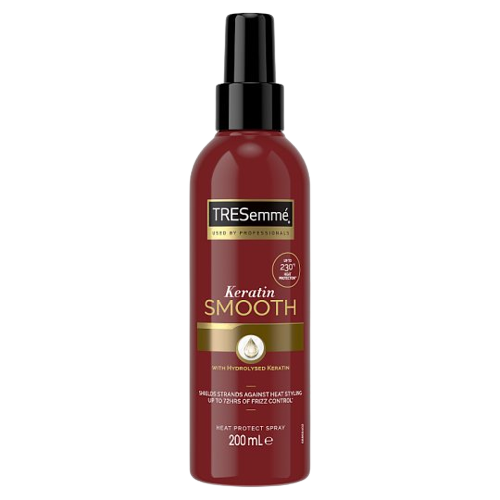 TRESemmé
USED BY PROFESSIONALS
UP TO
230°
HEAT
PROTECTION
Keratin
SMOOTH
WITH HYDROLYSED KERATIN
SHIELDS STRANDS AGAINST HEAT STYLING
UP TO 72HRS OF FRIZZ CONTROL*
HEAT PROTECT SPRAY
200 mL ℮